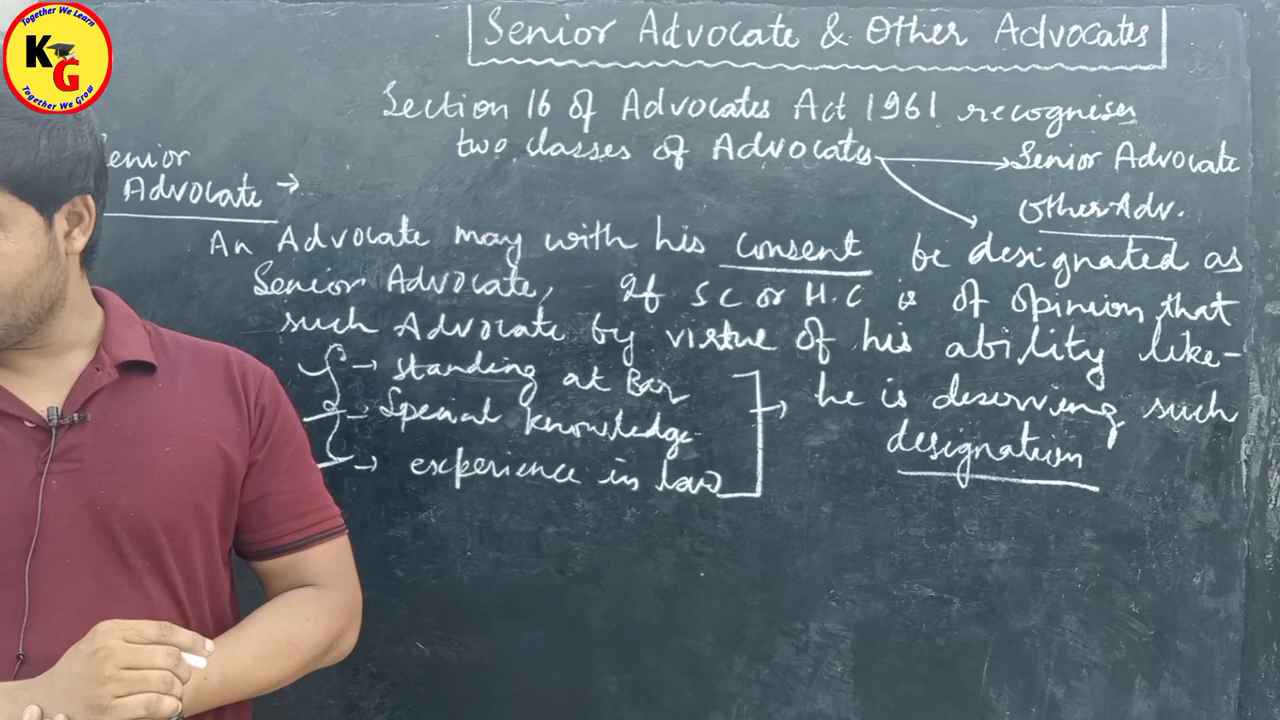 Together We Learn
KG
Together We Grow
Senior Advocate & Other Advocates
Section 16 of Advocates Act 1961 recognises
two classes of Advocates → Senior Advocate
Other Adv.
enior
Advocate →
An Advocate may with his consent be designated as
Senior Advocate, If SC or H.C is of opinion that
such Advocate by virtue of his ability like-
→ standing at Bar
→ Special knowledge
→ experience in law
→ he is deserving such
designation